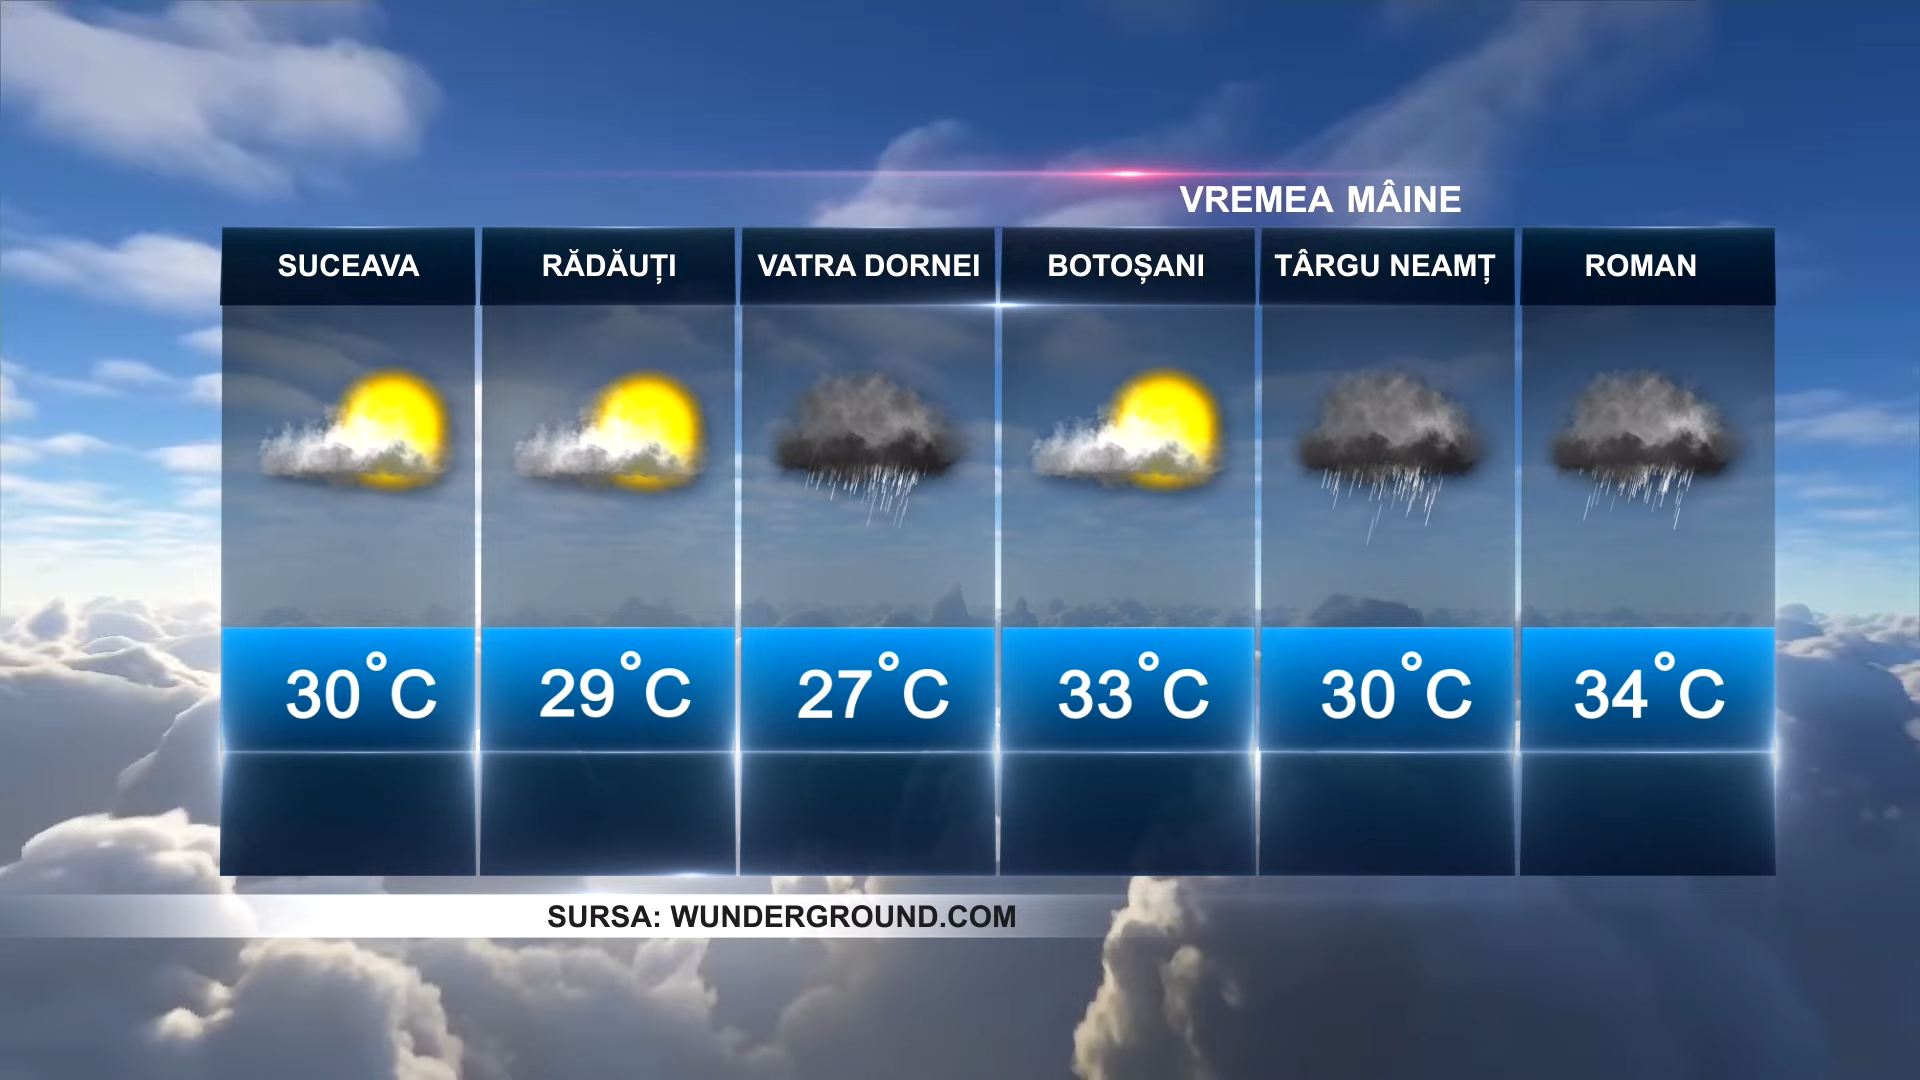 VREMEA MÂINE
SUCEAVA
RĂDĂUȚI
VATRA DORNEI
BOTOȘANI
TÂRGU NEAMȚ
ROMAN
30°C
29°C
27°C
33°C
30°C
34°C
SURSA: WUNDERGROUND.COM